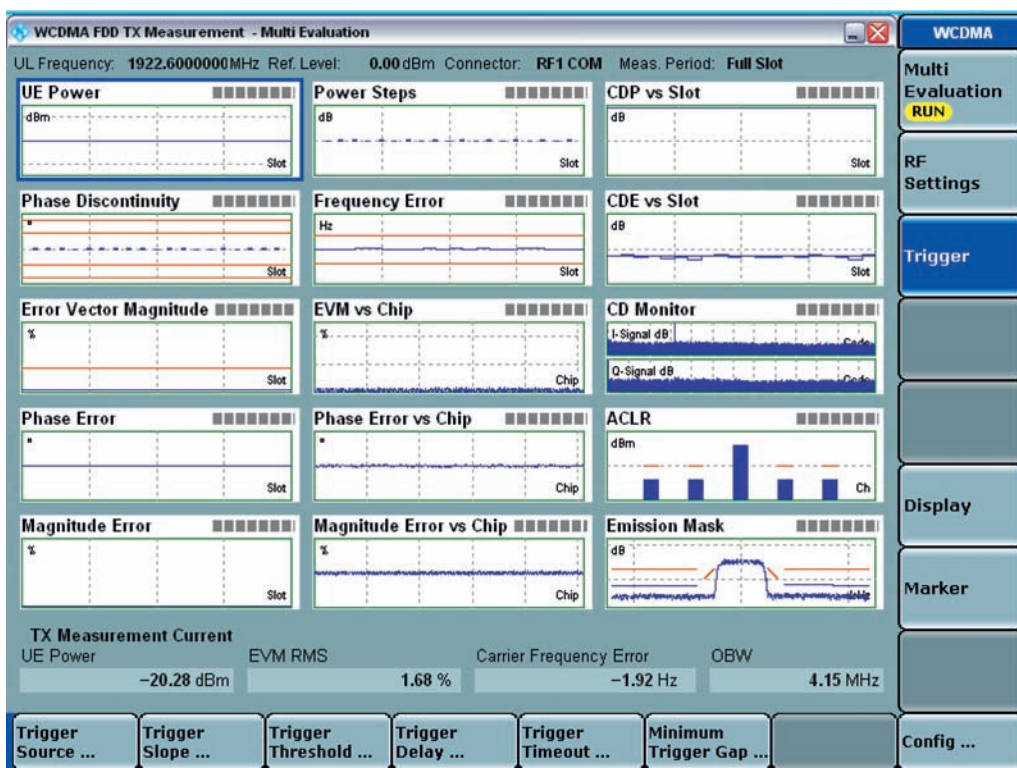 WCDMA FDD TX Measurement - Multi Evaluation
WCDMA
UL Frequency: 1922.6000000 MHz Ref. Level: 0.00 dBm Connector: RF1 COM Meas. Period: Full Slot
Multi
Evaluation
RUN
RF
Settings
Trigger
Display
Marker
UE Power
dBm
Slot
Power Steps
dB
Slot
CDP vs Slot
dB
Slot
Phase Discontinuity
°
Slot
Frequency Error
Hz
Slot
CDE vs Slot
dB
Slot
Error Vector Magnitude
%
Slot
EVM vs Chip
%
Chip
CD Monitor
I-Signal dB
Code
Q-Signal dB
Code
Phase Error
°
Slot
Phase Error vs Chip
°
Chip
ACLR
dBm
Ch
Magnitude Error
%
Slot
Magnitude Error vs Chip
%
Chip
Emission Mask
dB
TX Measurement Current
UE Power
−20.28 dBm
EVM RMS
1.68 %
Carrier Frequency Error
−1.92 Hz
OBW
4.15 MHz
Trigger
Source ...
Trigger
Slope ...
Trigger
Threshold ...
Trigger
Delay ...
Trigger
Timeout ...
Minimum
Trigger Gap ...
Config ...